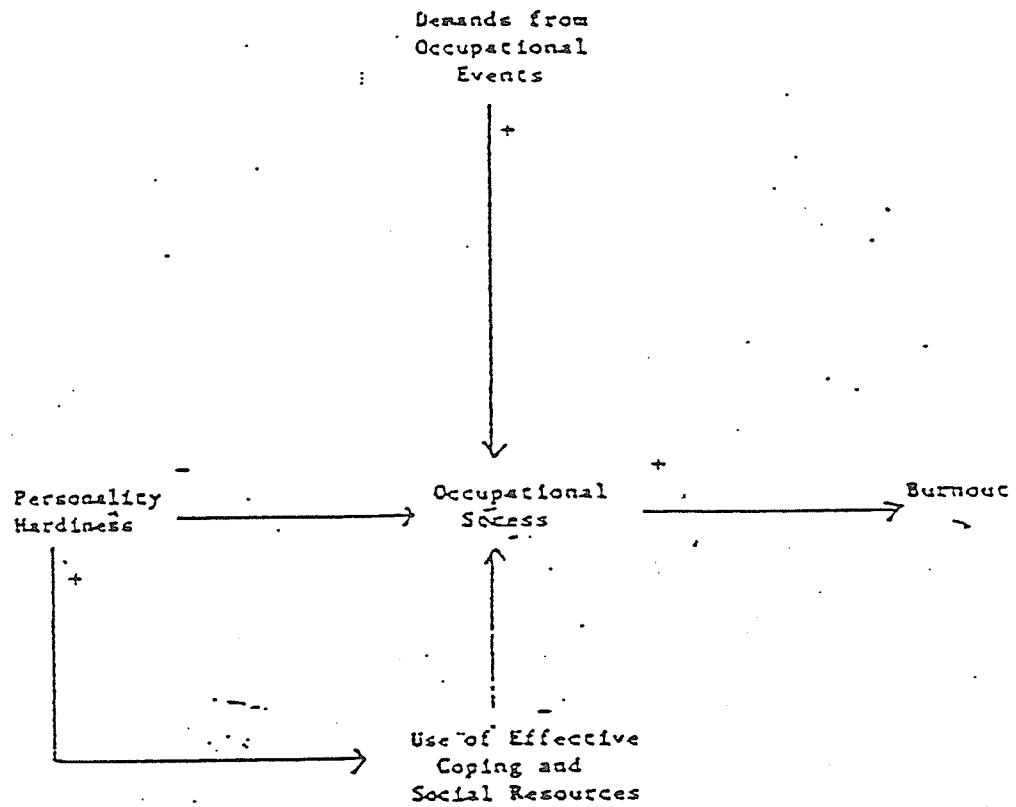 Demands from
Occupational
Events
+
-
+
Personality
Hardiness
Occupational
Stress
Burnout
+
-
Use of Effective
Coping and
Social Resources